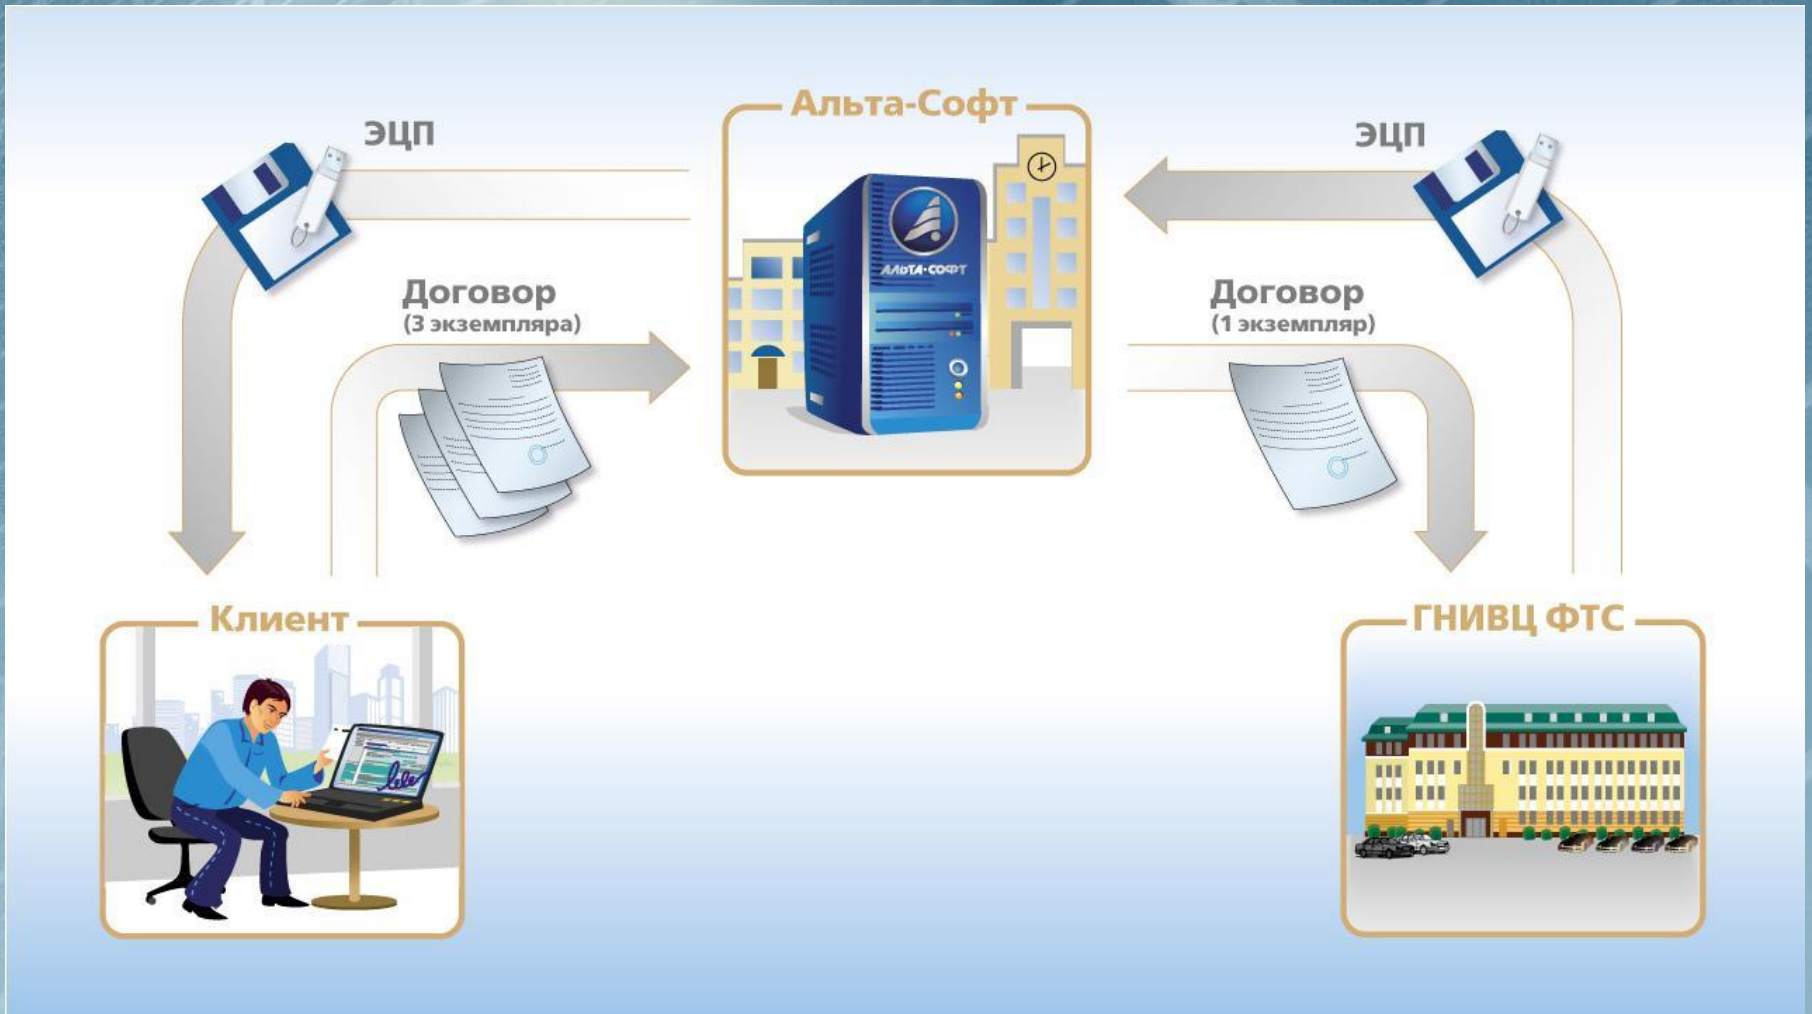 Альта-Софт
ЭЦП
ЭЦП
АЛЬТА•СОФТ
Договор
(3 экземпляра)
Договор
(1 экземпляр)
Клиент
ГНИВЦ ФТС